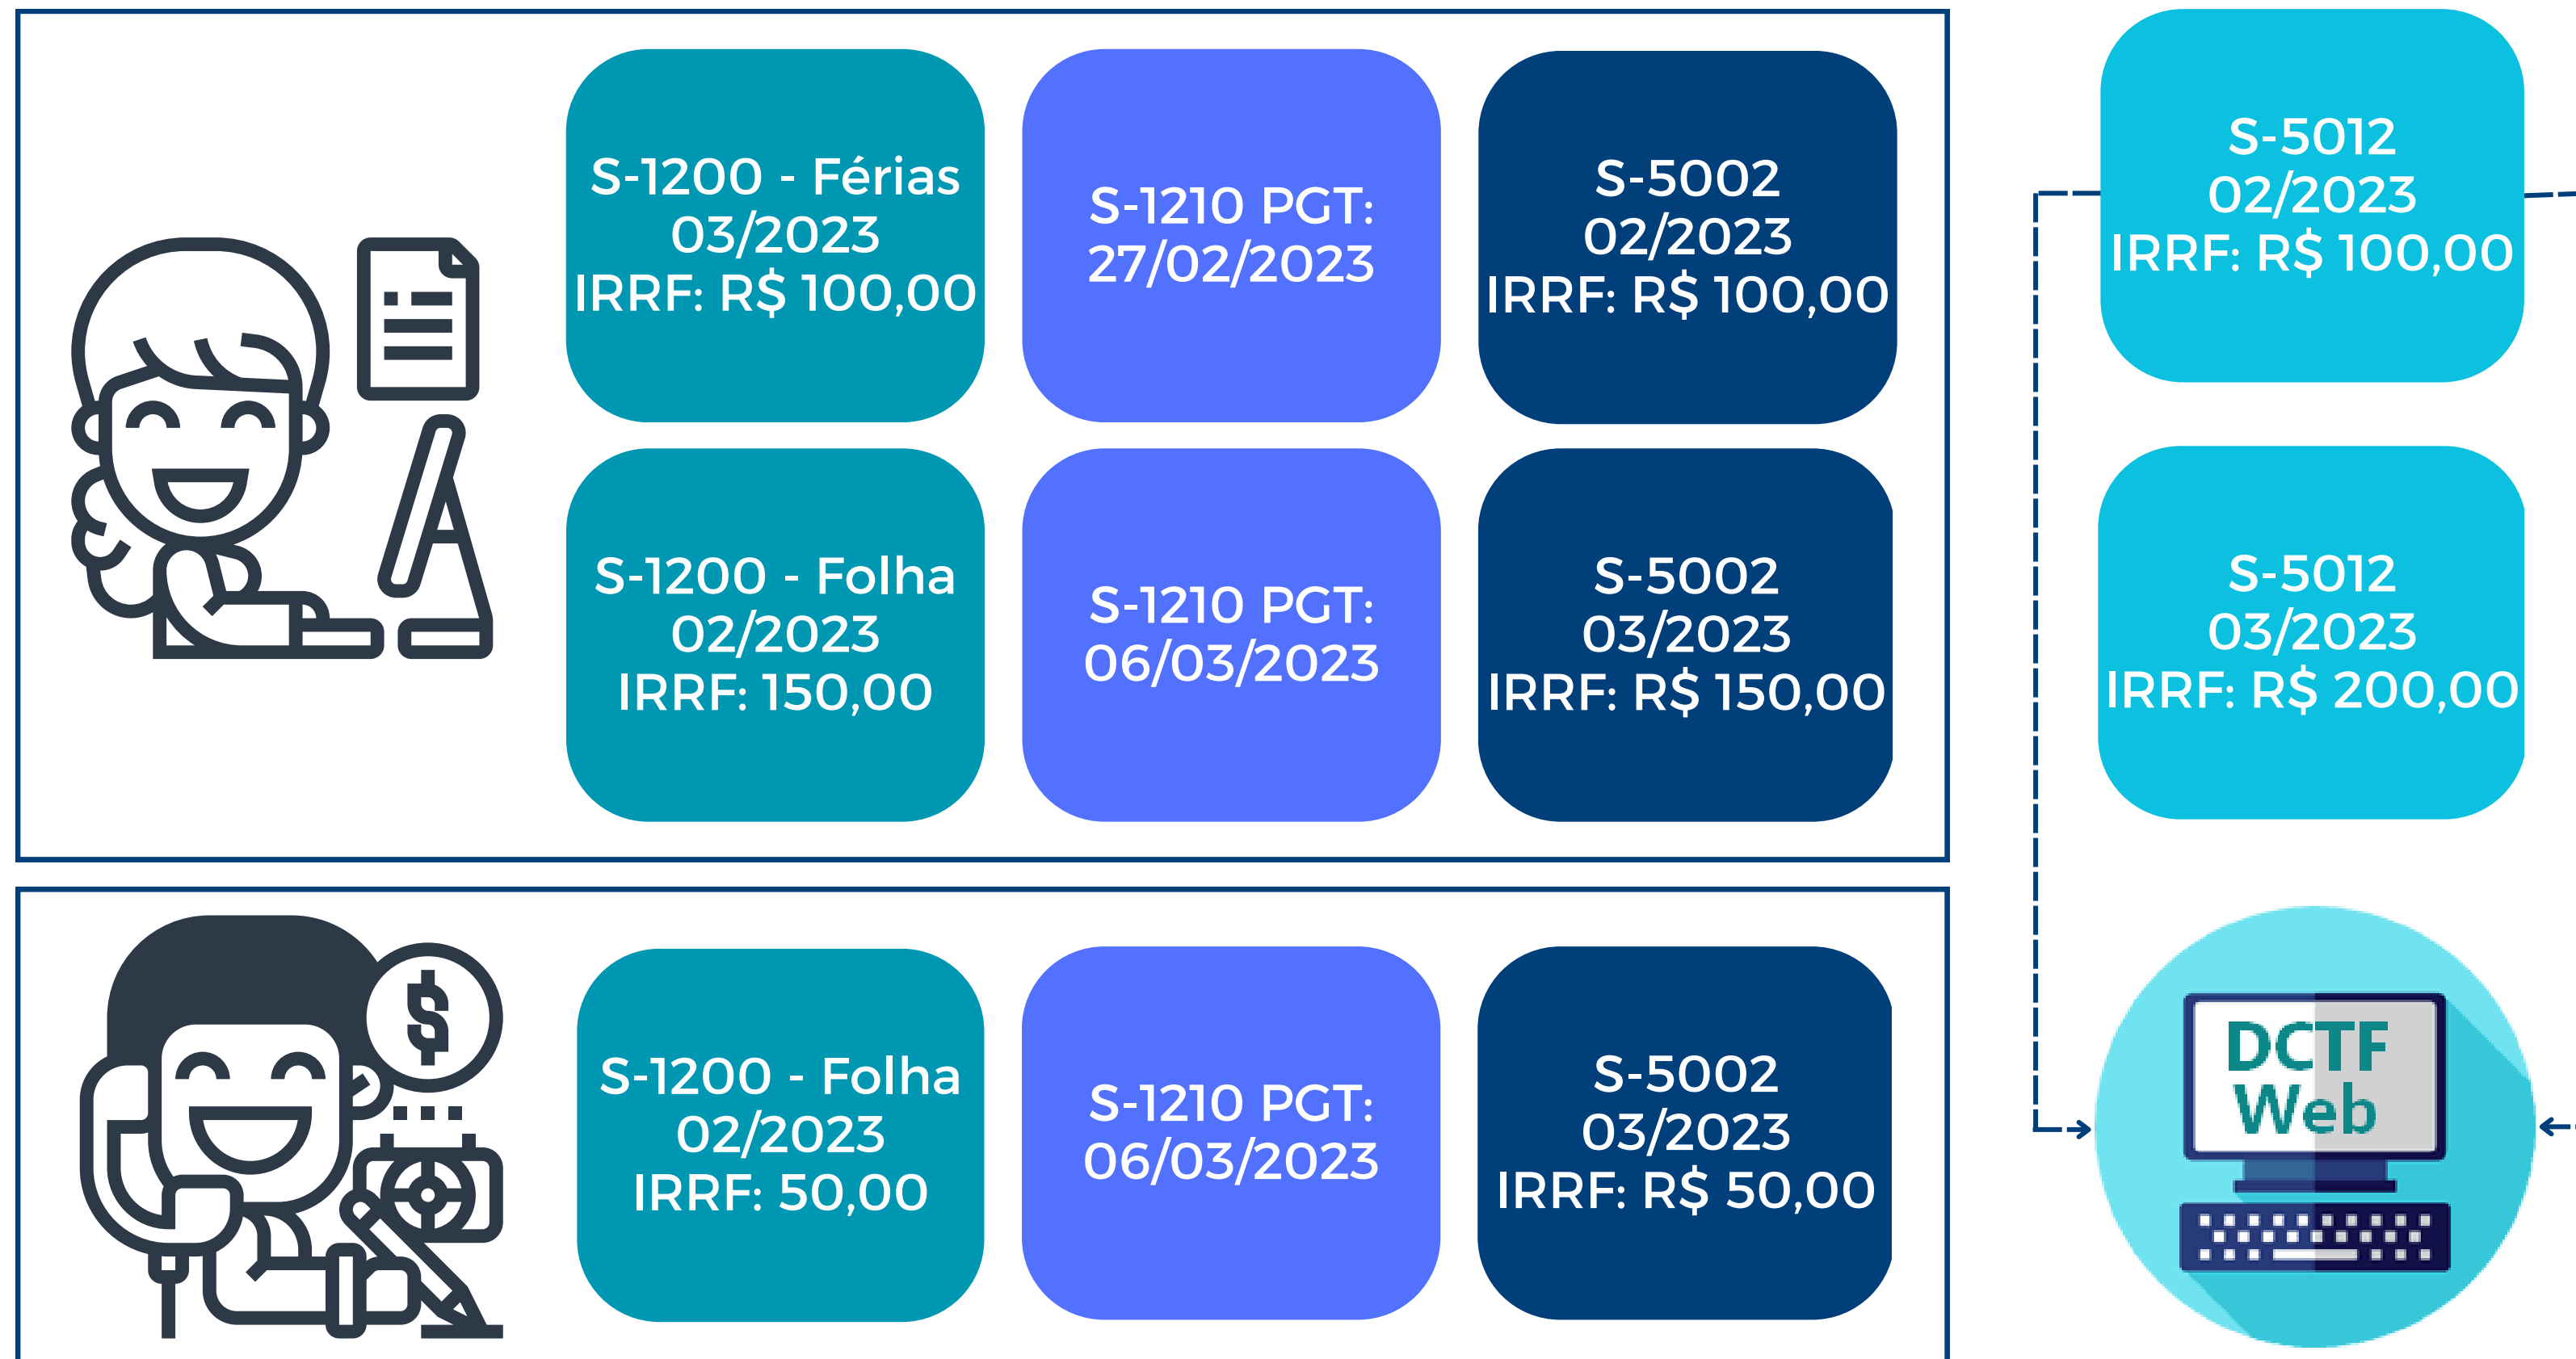 S-1200 - Férias
03/2023
IRRF: R$ 100,00
S-1210 PGT:
27/02/2023
S-5002
02/2023
IRRF: R$ 100,00
S-5012
02/2023
IRRF: R$ 100,00
S-1200 - Folha
02/2023
IRRF: 150,00
S-1210 PGT:
06/03/2023
S-5002
03/2023
IRRF: R$ 150,00
S-5012
03/2023
IRRF: R$ 200,00
$
S-1200 - Folha
02/2023
IRRF: 50,00
S-1210 PGT:
06/03/2023
S-5002
03/2023
IRRF: R$ 50,00
DCTF
Web